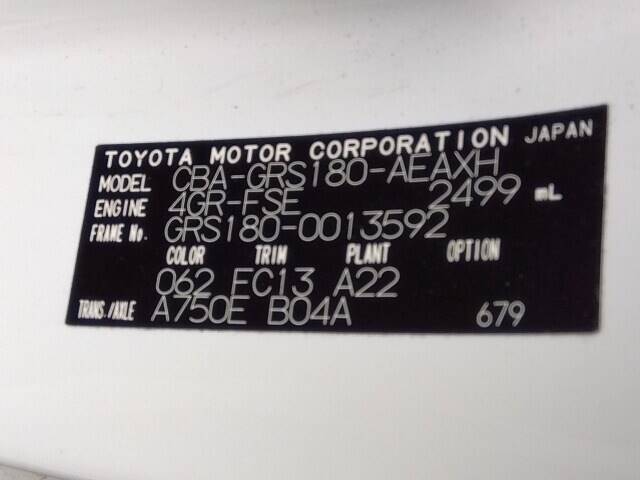 TOYOTA MOTOR CORPORATION JAPAN
MODEL CBA-GRS180-AEAXH
ENGINE 4GR-FSE 2499 mL
FRAME No. GRS180-0013592
COLOR TRIM PLANT OPTION
062 FC13 A22
TRANS./AXLE A750E B04A 679